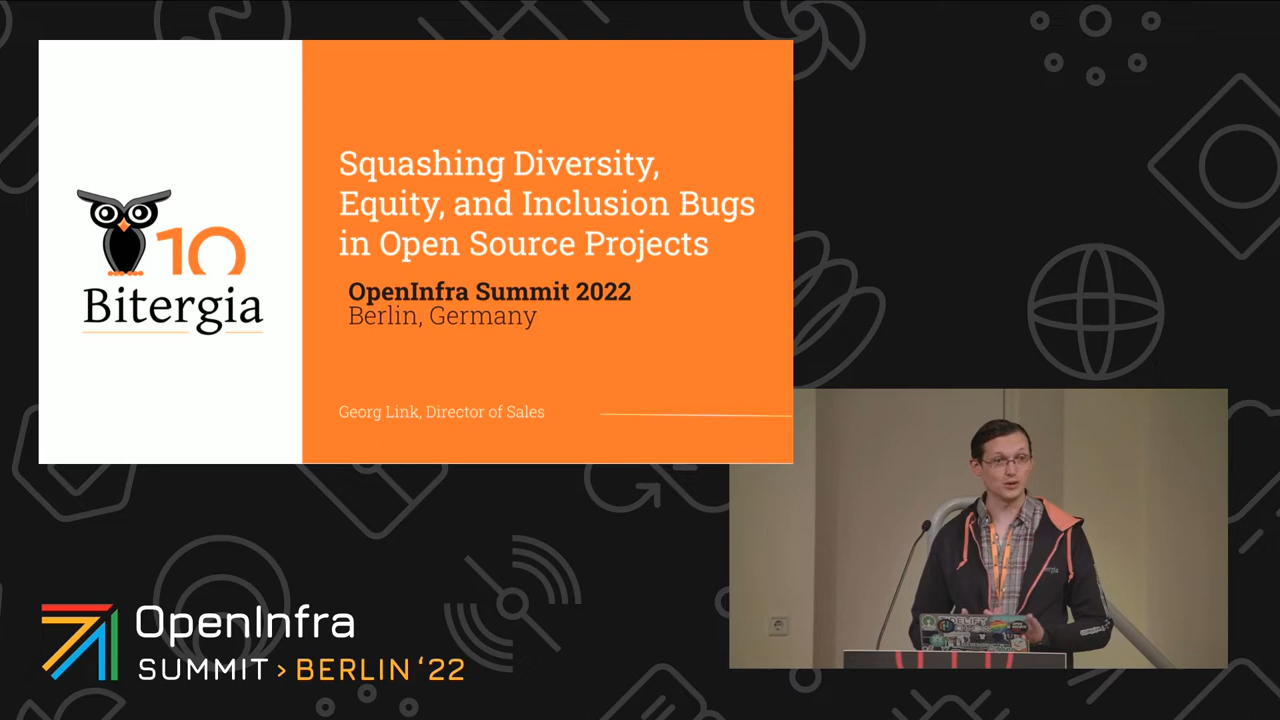 Squashing Diversity,
Equity, and Inclusion Bugs
in Open Source Projects
OpenInfra Summit 2022
Berlin, Germany
10
Bitergia
Georg Link, Director of Sales
OpenInfra
SUMMIT > BERLIN ‘22